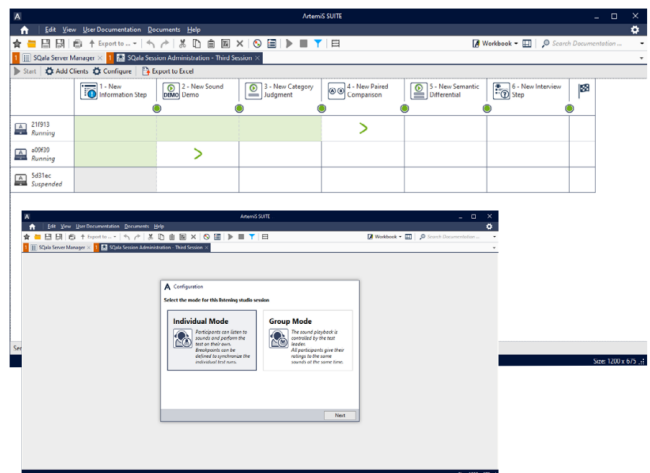 ArtemiS SUITE
Edit View User Documentation Documents Help
Export to ... Workbook Search Documentation ...
1 SQala Server Manager × 1 SQala Session Administration - Third Session ×
Start Add Clients Configure Export to Excel
1 - New Information Step
2 - New Sound Demo
DEMO
3 - New Category Judgment
4 - New Paired Comparison
5 - New Semantic Differential
6 - New Interview Step
21f913
Running
a09f39
Running
5d31ec
Suspended
ArtemiS SUITE
Edit View User Documentation Documents Help
Export to ... Workbook Search Documentation ...
1 SQala Server Manager × 1 SQala Session Administration - Third Session ×
Configuration
Select the mode for this listening studio session
Individual Mode
Participants can listen to
sounds and perform the
test on their own.
Breakpoints can be
defined to synchronize the
individual test runs.
Group Mode
The sound playback is
controlled by the test
leader.
All participants give their
ratings to the same
sounds at the same time.
Next
Size: 1200 x 675